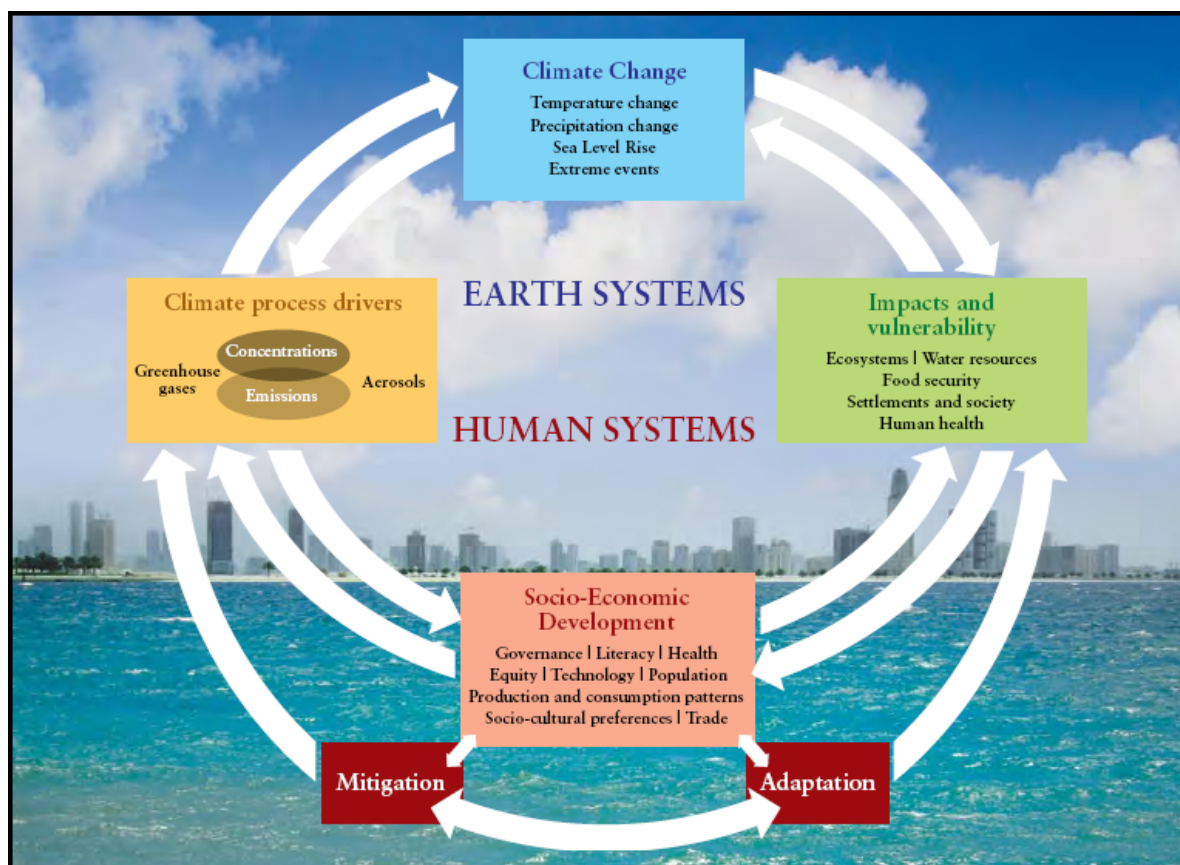 Climate Change
Temperature change
Precipitation change
Sea Level Rise
Extreme events
EARTH SYSTEMS
Climate process drivers
Concentrations
Greenhouse
gases
Aerosols
Emissions
Impacts and
vulnerability
Ecosystems | Water resources
Food security
Settlements and society
Human health
HUMAN SYSTEMS
Socio-Economic
Development
Governance | Literacy | Health
Equity | Technology | Population
Production and consumption patterns
Socio-cultural preferences | Trade
Mitigation
Adaptation